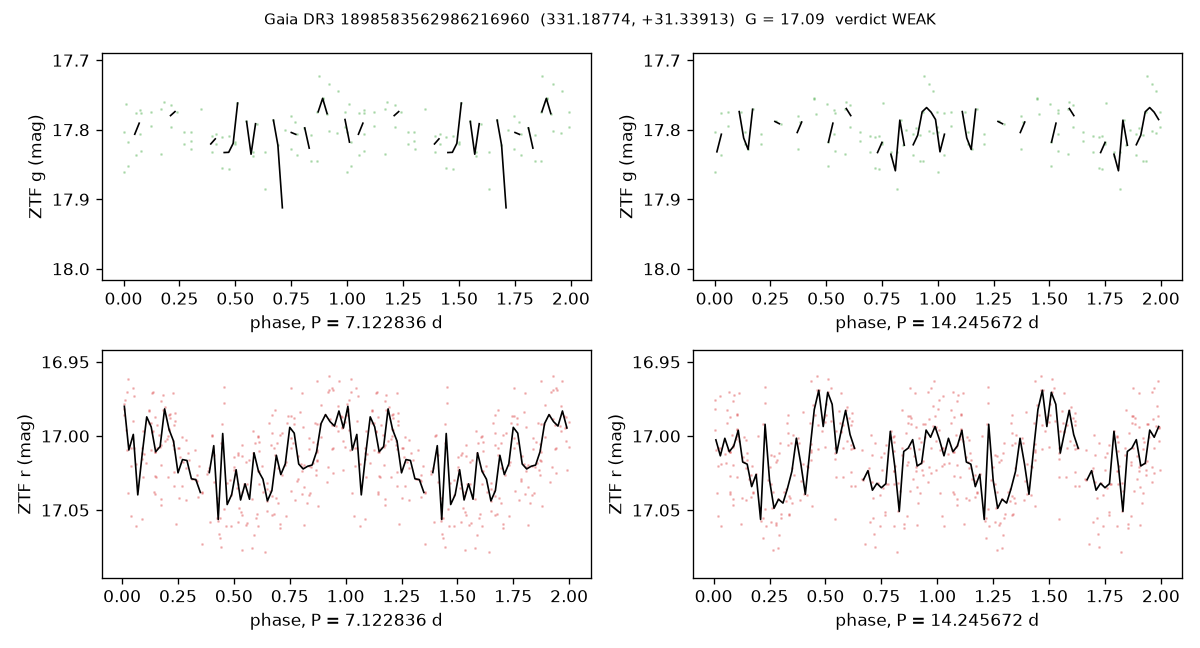 Gaia DR3 1898583562986216960  (331.18774, +31.33913)  G = 17.09  verdict WEAK
17.7
17.8
17.9
18.0
ZTF g (mag)
0.00 0.25 0.50 0.75 1.00 1.25 1.50 1.75 2.00
phase, P = 7.122836 d
17.7
17.8
17.9
18.0
ZTF g (mag)
0.00 0.25 0.50 0.75 1.00 1.25 1.50 1.75 2.00
phase, P = 14.245672 d
16.95
17.00
17.05
ZTF r (mag)
0.00 0.25 0.50 0.75 1.00 1.25 1.50 1.75 2.00
phase, P = 7.122836 d
16.95
17.00
17.05
ZTF r (mag)
0.00 0.25 0.50 0.75 1.00 1.25 1.50 1.75 2.00
phase, P = 14.245672 d